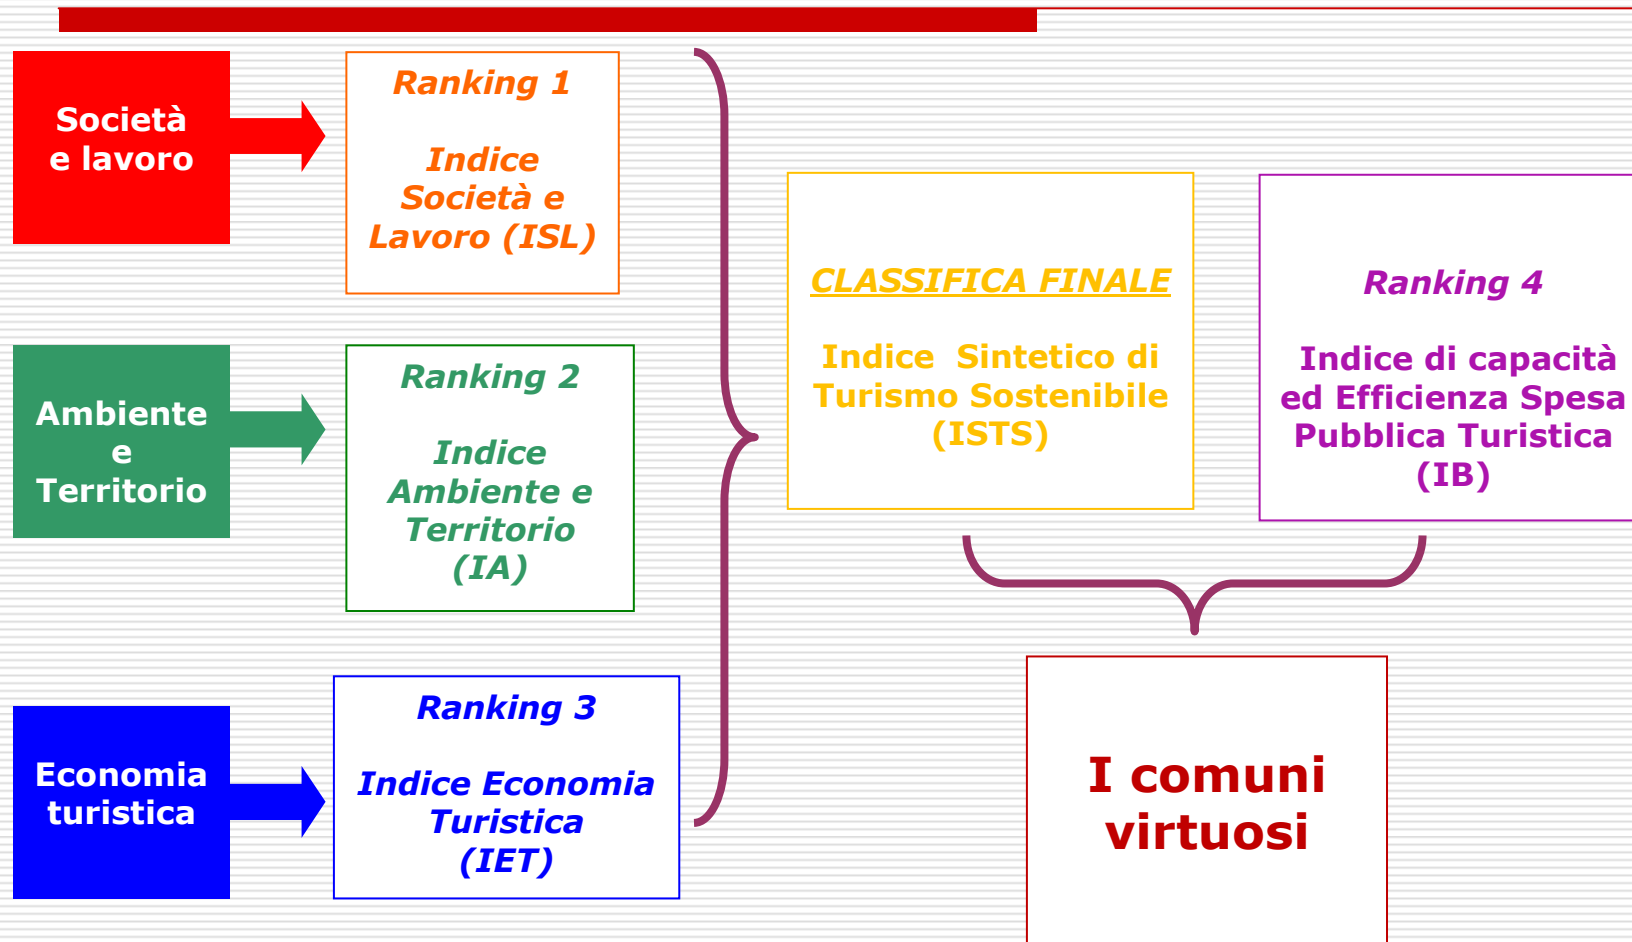 Società
e lavoro
Ranking 1
Indice
Società e
Lavoro (ISL)
Ambiente
e
Territorio
Ranking 2
Indice
Ambiente e
Territorio
(IA)
Economia
turistica
Ranking 3
Indice Economia
Turistica
(IET)
CLASSIFICA FINALE
Indice Sintetico di
Turismo Sostenibile
(ISTS)
Ranking 4
Indice di capacità
ed Efficienza Spesa
Pubblica Turistica
(IB)
I comuni
virtuosi